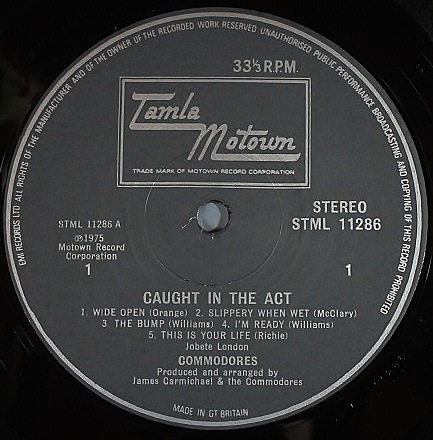 EMI RECORDS LTD ALL RIGHTS OF THE MANUFACTURER AND OF THE OWNER OF THE RECORDED WORK RESERVED UNAUTHORISED PUBLIC PERFORMANCE BROADCASTING AND COPYING OF THIS RECORD PROHIBITED
33⅓ R.P.M.
Tamla
Motown
TRADE MARK OF MOTOWN RECORD CORPORATION
STEREO
STML 11286 A
STML 11286
℗1975
Motown Record
Corporation
1
1
CAUGHT IN THE ACT
1. WIDE OPEN (Orange) 2. SLIPPERY WHEN WET (McClary)
3. THE BUMP (Williams) 4. I'M READY (Williams)
5. THIS IS YOUR LIFE (Richie)
Jobete London
COMMODORES
Produced and arranged by
James Carmichael & the Commodores
MADE IN GT BRITAIN